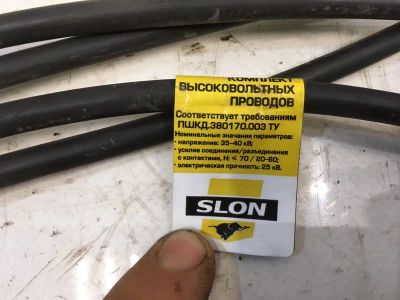 КОМПЛЕКТ
ВЫСОКОВОЛЬТНЫХ
ПРОВОДОВ
Соответствует требованиям
ПШКД.380170.003 ТУ
Номинальные значения параметров:
- напряжение: 35-40 кВ;
- усилие соединения/разъединения
с контактами, Н: ≤ 70 / 20-60;
- электрическая прочность: 25 кВ.
SLON